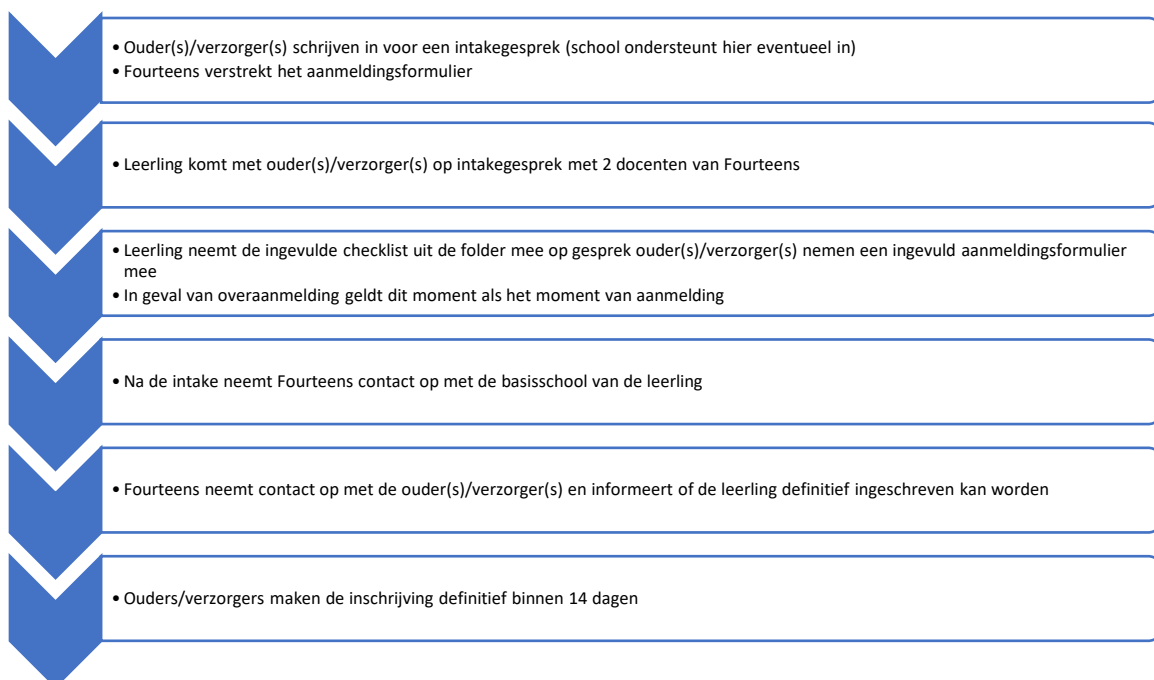 • Ouder(s)/verzorger(s) schrijven in voor een intakegesprek (school ondersteunt hier eventueel in)
• Fourteens verstrekt het aanmeldingsformulier
• Leerling komt met ouder(s)/verzorger(s) op intakegesprek met 2 docenten van Fourteens
• Leerling neemt de ingevulde checklist uit de folder mee op gesprek ouder(s)/verzorger(s) nemen een ingevuld aanmeldingsformulier
mee
• In geval van overaanmelding geldt dit moment als het moment van aanmelding
• Na de intake neemt Fourteens contact op met de basisschool van de leerling
• Fourteens neemt contact op met de ouder(s)/verzorger(s) en informeert of de leerling definitief ingeschreven kan worden
• Ouders/verzorgers maken de inschrijving definitief binnen 14 dagen